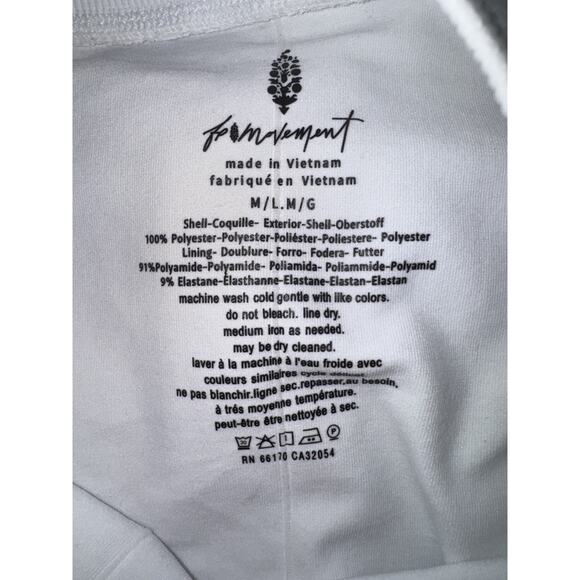 fp movement
made in Vietnam
fabriqué en Vietnam
M/L.M/G
Shell-Coquille- Exterior-Shell-Oberstoff
100% Polyester-Polyester-Poliéster-Poliestere- Polyester
Lining- Doublure- Forro- Fodera- Futter
91%Polyamide-Polyamide- Poliamida- Poliammide-Polyamid
9% Elastane-Élasthanne-Elastane-Elastan-Elastan
machine wash cold gentle with like colors.
do not bleach. line dry.
medium iron as needed.
may be dry cleaned.
laver à la machine à l'eau froide avec
couleurs similaires cycle délicat.
ne pas blanchir.ligne sec.repasser.au besoin,
à trés moyenne température.
peut-être être nettoyée à sec.
30 P
RN 66170 CA32054